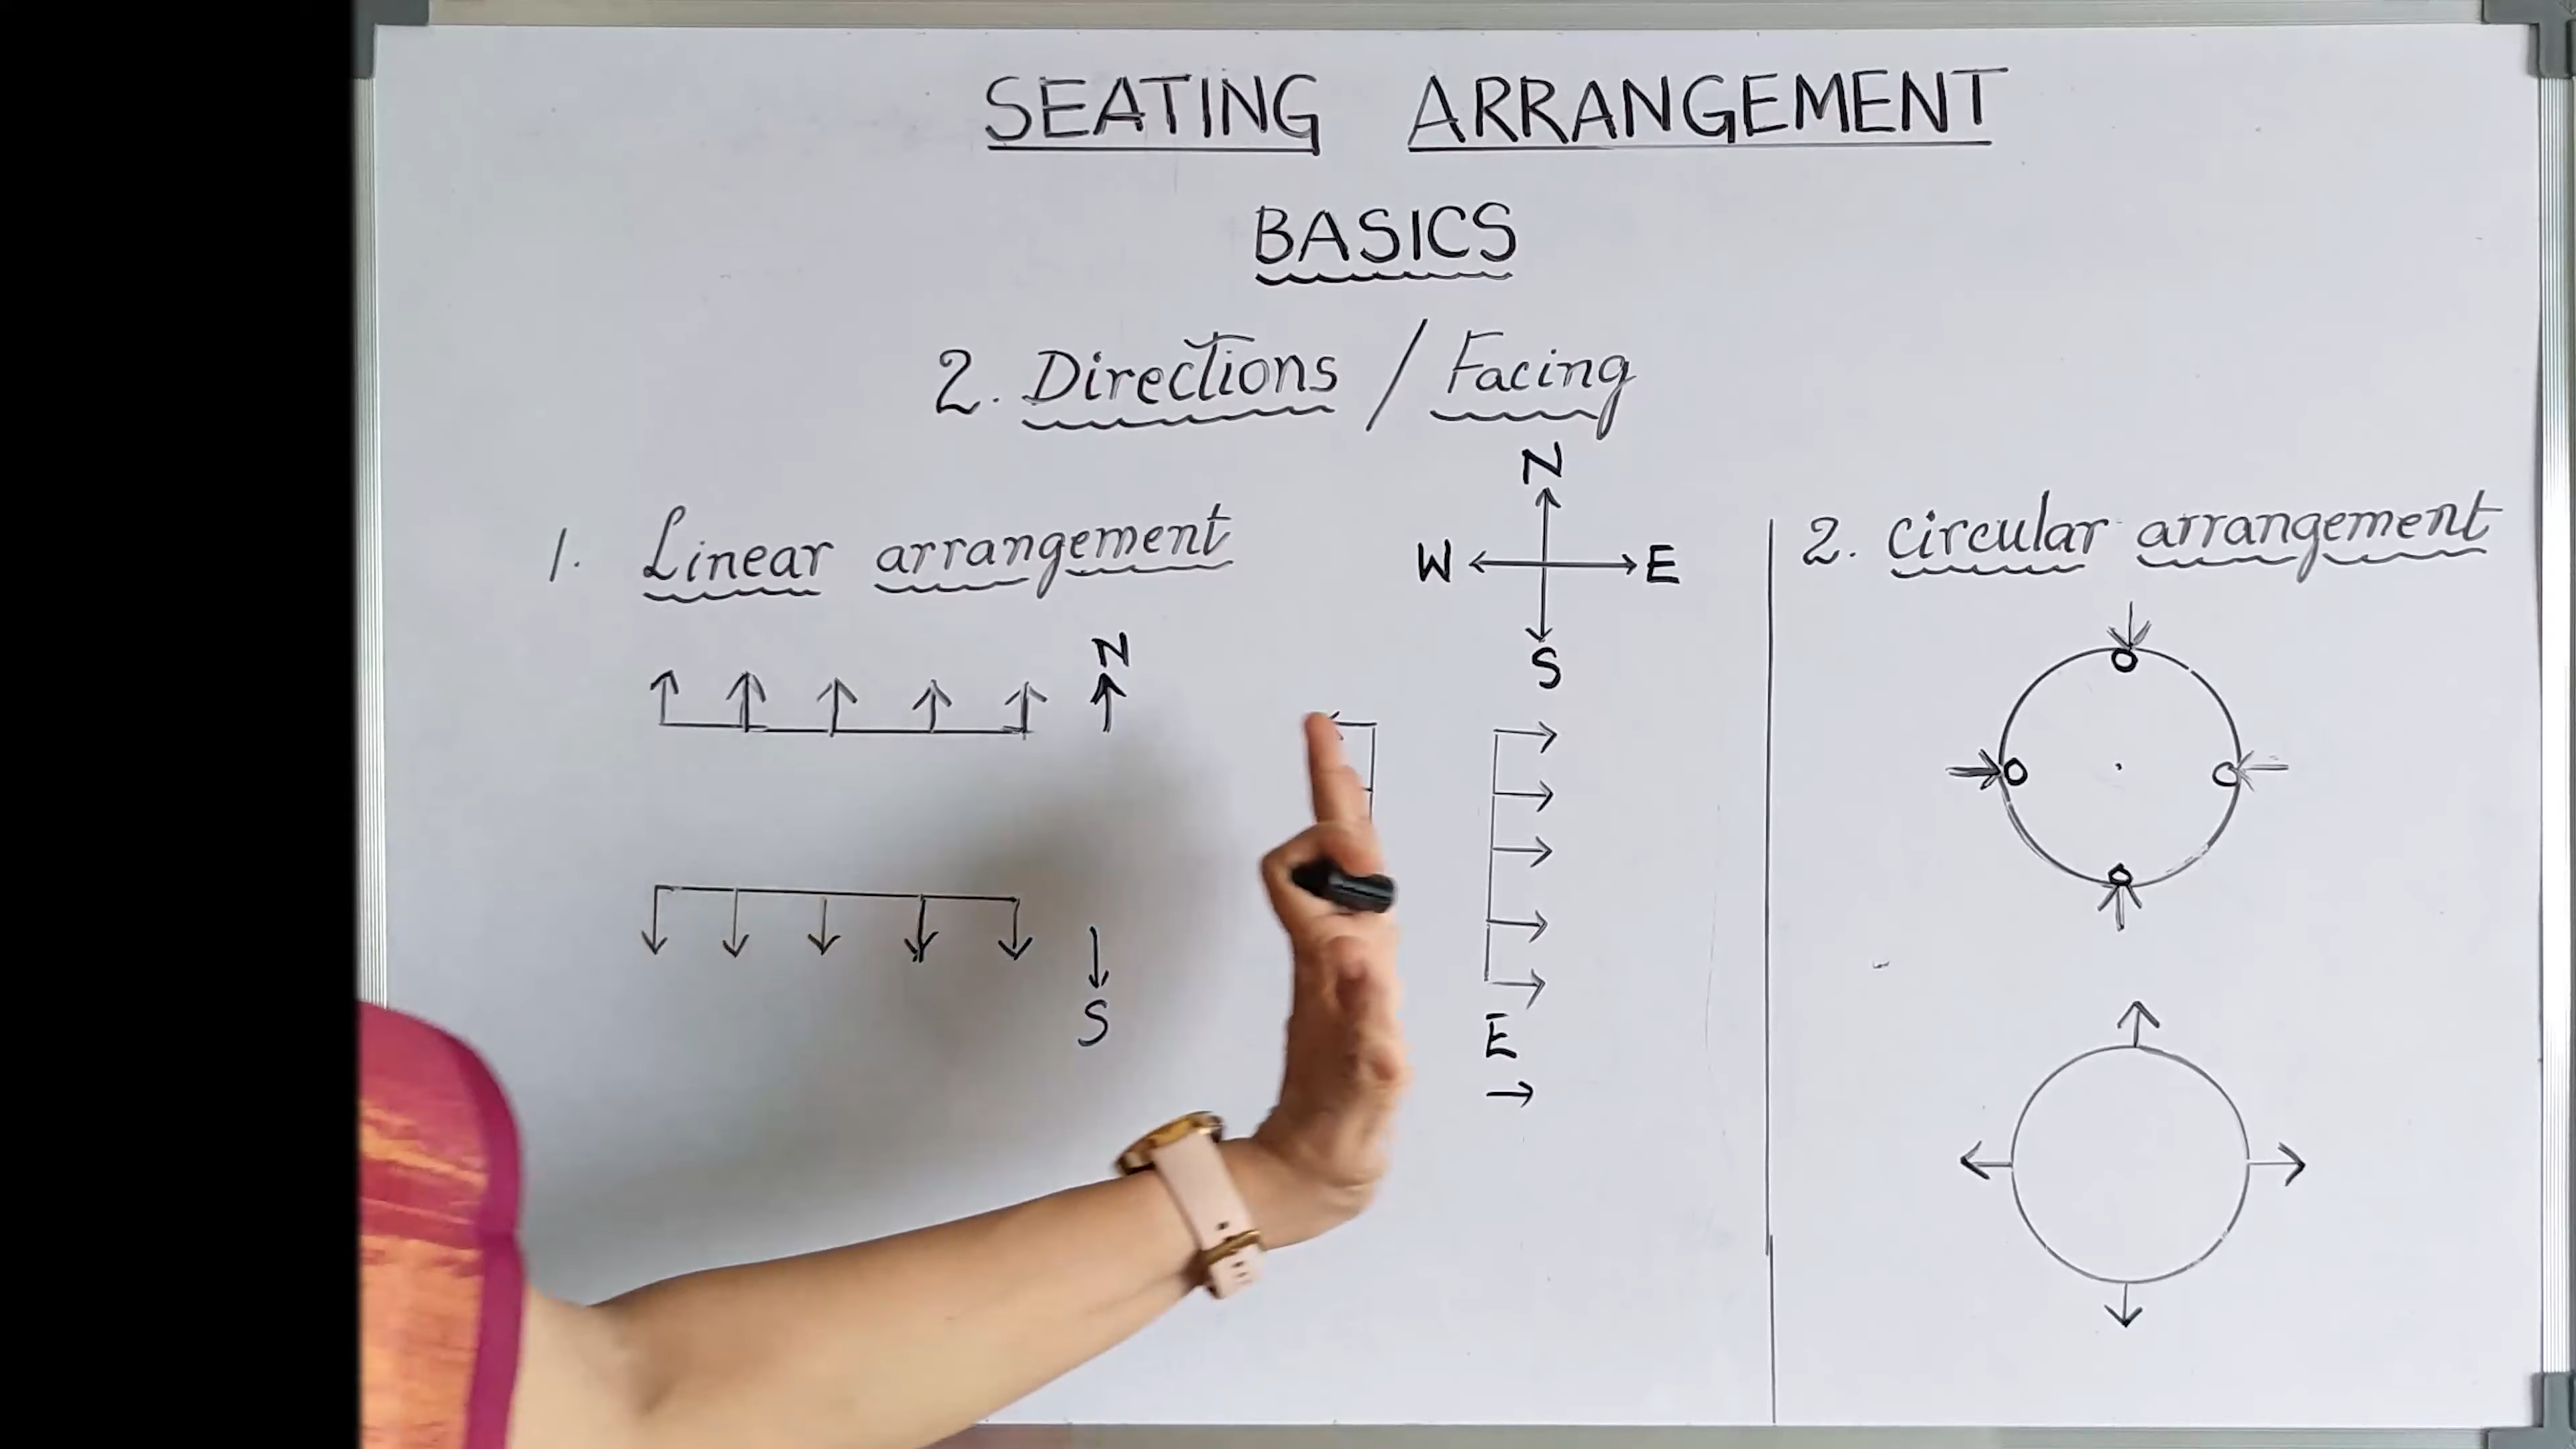 SEATING ARRANGEMENT
BASICS
2. Directions / Facing
1. Linear arrangement
N
W E
S
N
S
E
2. Circular arrangement